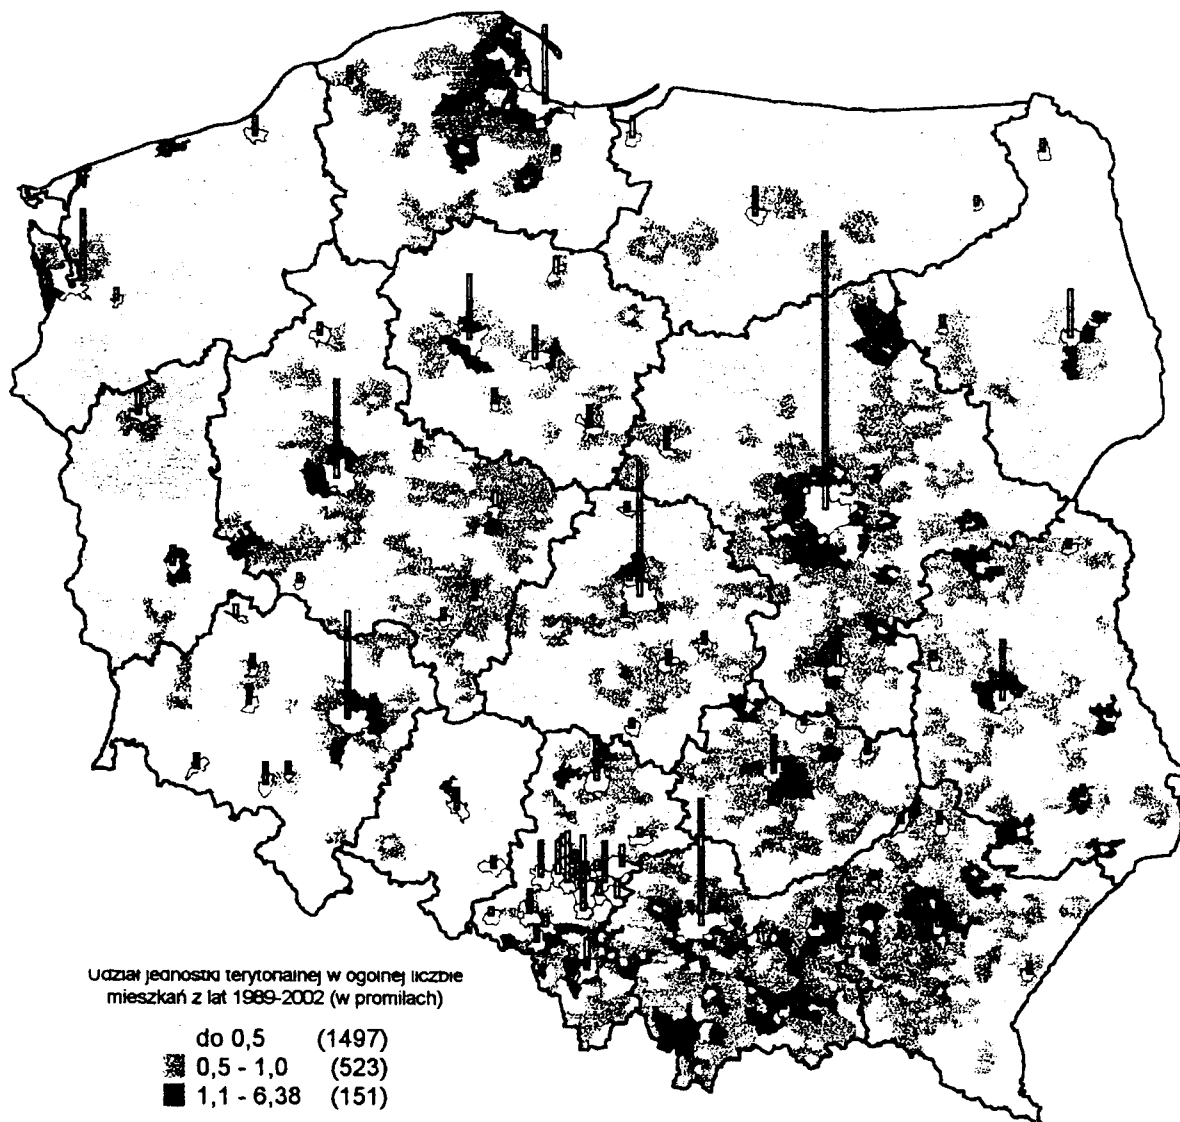 Udział jednostki terytorialnej w ogólnej liczbie
mieszkań z lat 1989-2002 (w promilach)
do 0,5 (1497)
0,5 - 1,0 (523)
1,1 - 6,38 (151)